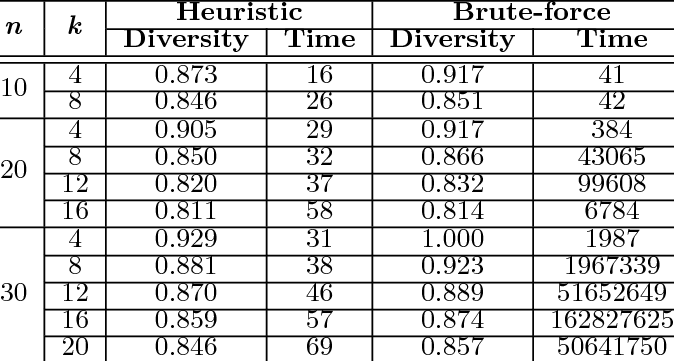 n k Heuristic Brute-force
Diversity Time Diversity Time
10 4 0.873 16 0.917 41
8 0.846 26 0.851 42
20 4 0.905 29 0.917 384
8 0.850 32 0.866 43065
12 0.820 37 0.832 99608
16 0.811 58 0.814 6784
30 4 0.929 31 1.000 1987
8 0.881 38 0.923 1967339
12 0.870 46 0.889 51652649
16 0.859 57 0.874 162827625
20 0.846 69 0.857 50641750